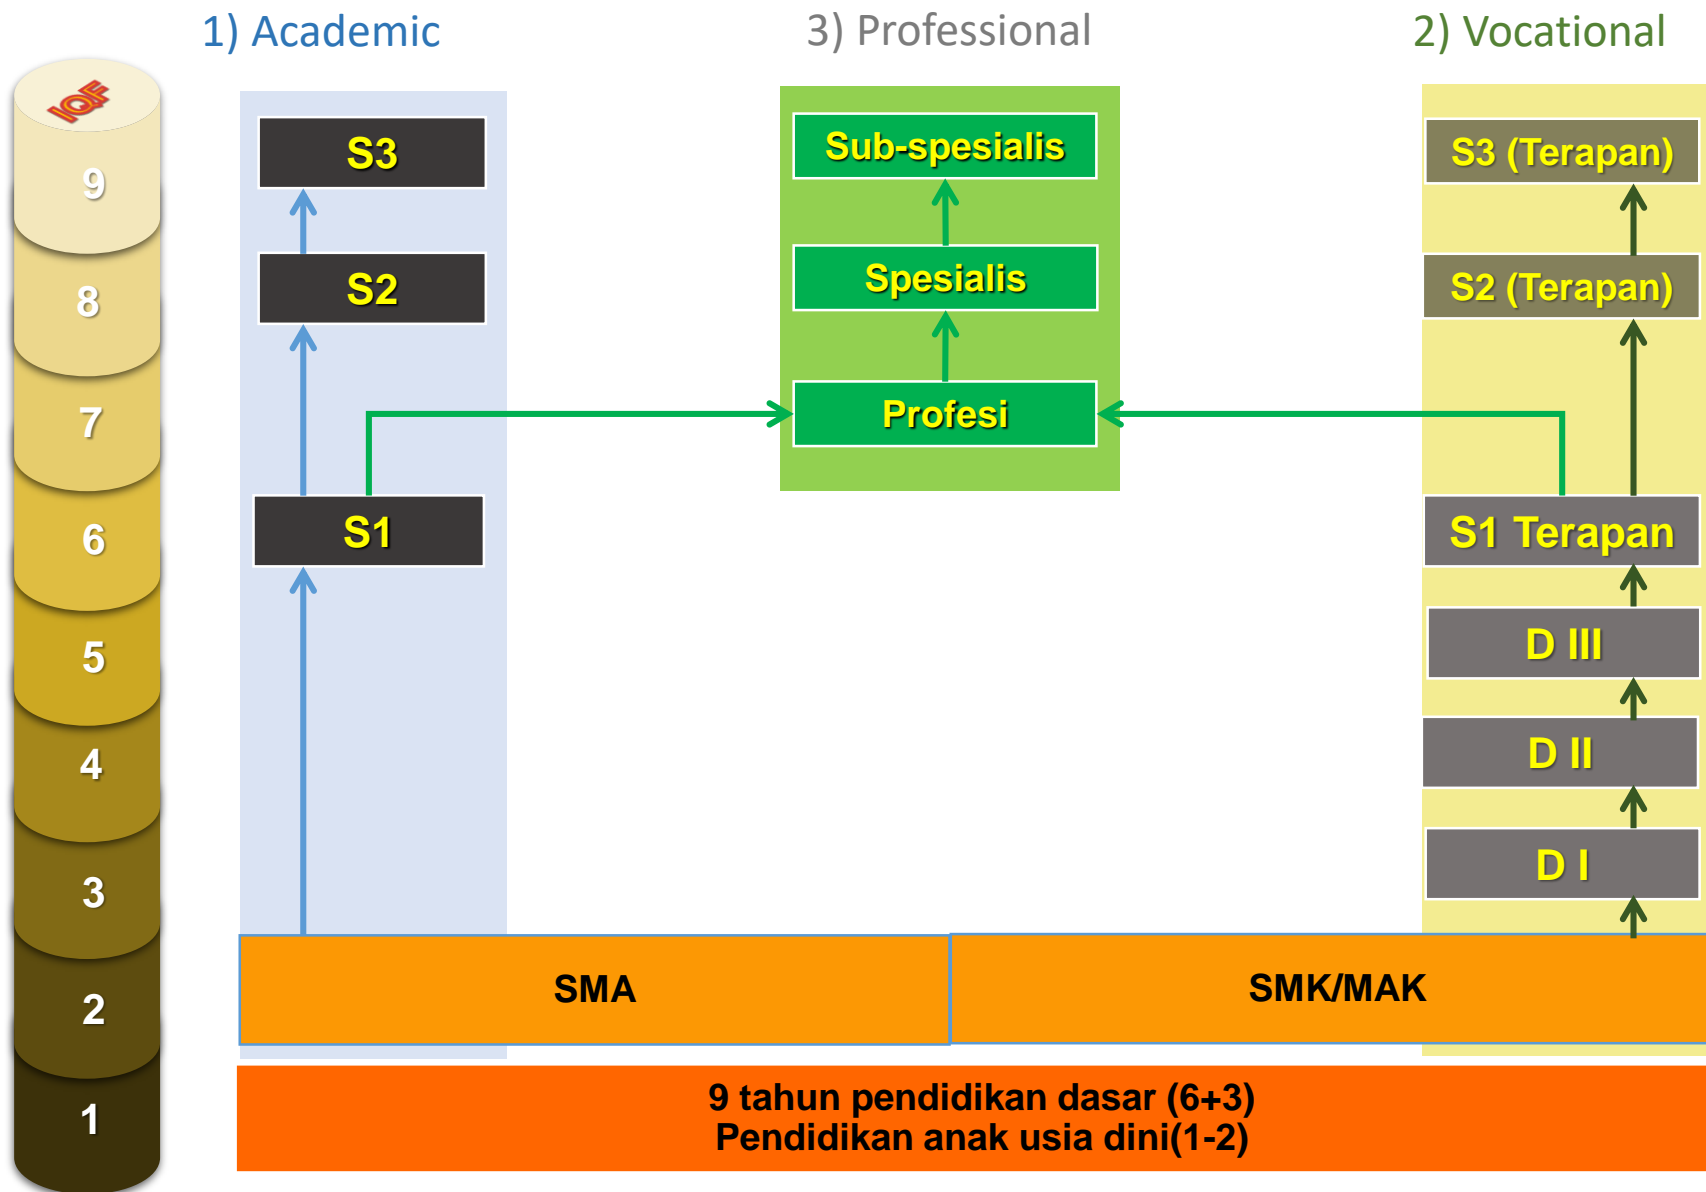 1) Academic
3) Professional
2) Vocational
IQF
9
S3
Sub-spesialis
S3 (Terapan)
8
S2
Spesialis
S2 (Terapan)
7
Profesi
6
S1
S1 Terapan
5
D III
4
D II
3
D I
2
SMA
SMK/MAK
1
9 tahun pendidikan dasar (6+3)
Pendidikan anak usia dini(1-2)